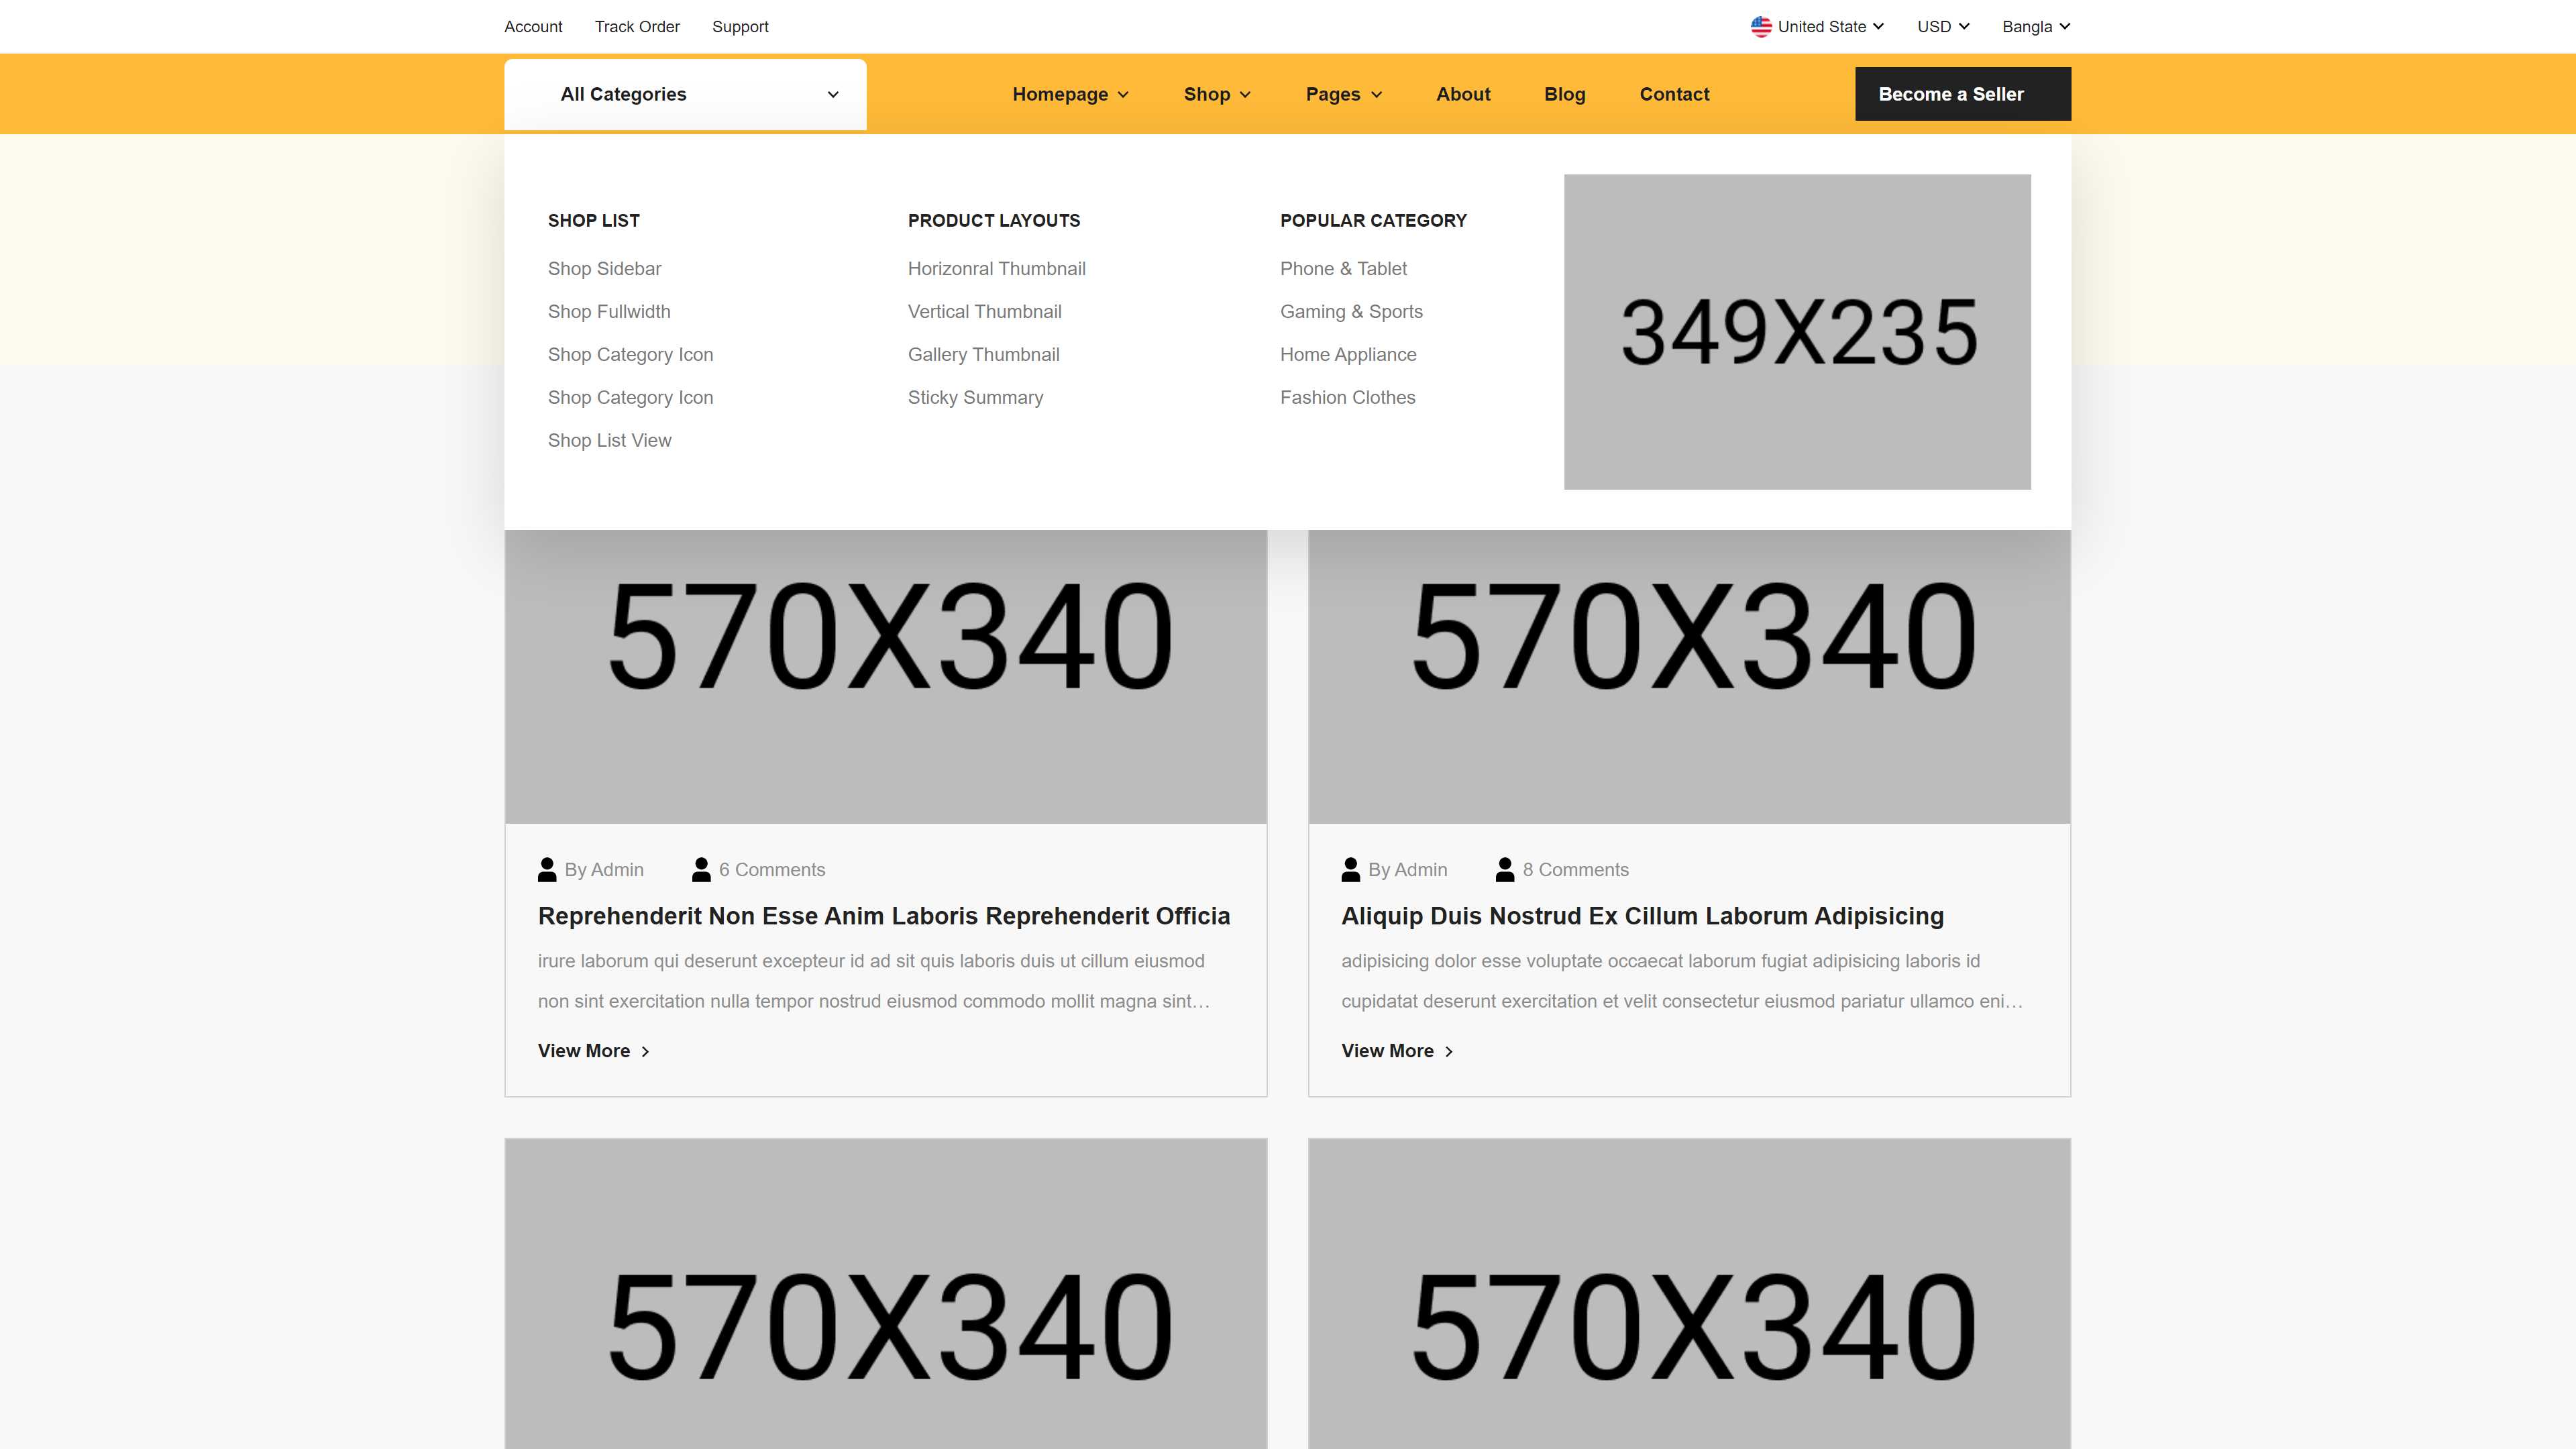 Account Track Order Support United State USD Bangla
All Categories Homepage Shop Pages About Blog Contact Become a Seller
SHOP LIST
Shop Sidebar
Shop Fullwidth
Shop Category Icon
Shop Category Icon
Shop List View
PRODUCT LAYOUTS
Horizonral Thumbnail
Vertical Thumbnail
Gallery Thumbnail
Sticky Summary
POPULAR CATEGORY
Phone & Tablet
Gaming & Sports
Home Appliance
Fashion Clothes
349X235
570X340
By Admin 6 Comments
Reprehenderit Non Esse Anim Laboris Reprehenderit Officia
irure laborum qui deserunt excepteur id ad sit quis laboris duis ut cillum eiusmod
non sint exercitation nulla tempor nostrud eiusmod commodo mollit magna sint…
View More
570X340
By Admin 8 Comments
Aliquip Duis Nostrud Ex Cillum Laborum Adipisicing
adipisicing dolor esse voluptate occaecat laborum fugiat adipisicing laboris id
cupidatat deserunt exercitation et velit consectetur eiusmod pariatur ullamco eni…
View More
570X340
570X340